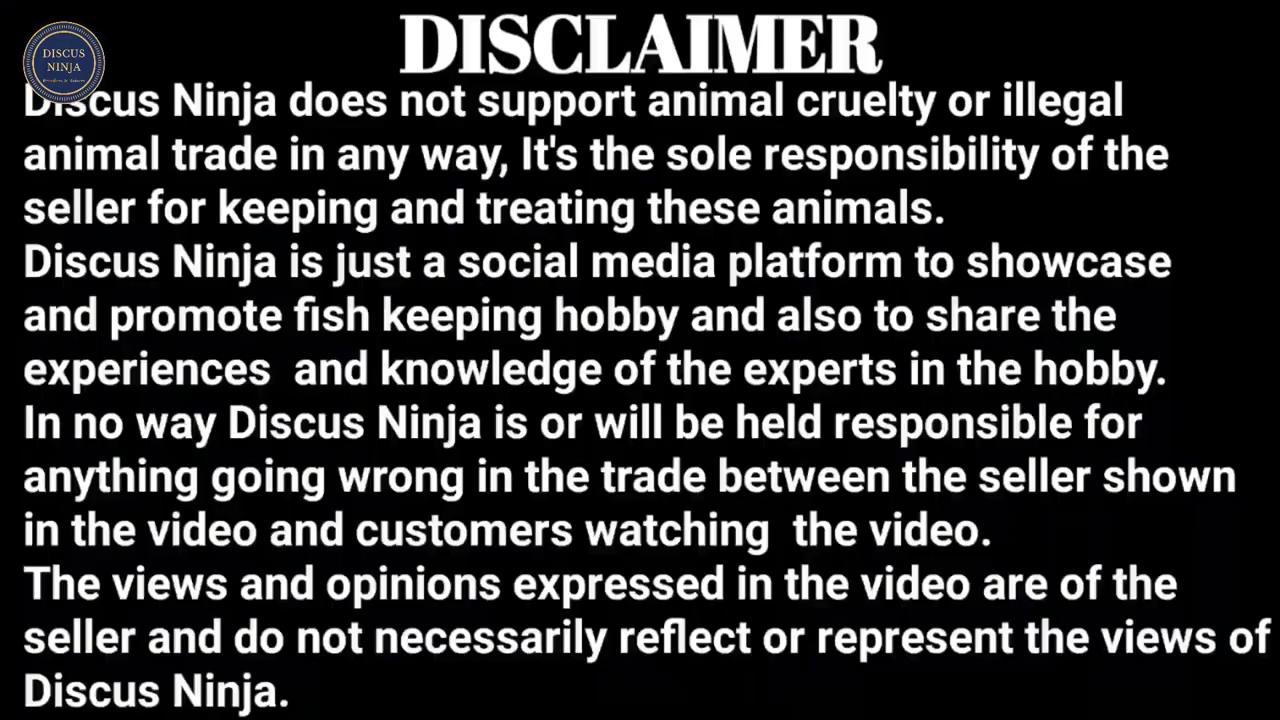 DISCLAIMER
DISCUS
NINJA
Discus Ninja does not support animal cruelty or illegal
animal trade in any way, It's the sole responsibility of the
seller for keeping and treating these animals.
Discus Ninja is just a social media platform to showcase
and promote fish keeping hobby and also to share the
experiences  and knowledge of the experts in the hobby.
In no way Discus Ninja is or will be held responsible for
anything going wrong in the trade between the seller shown
in the video and customers watching  the video.
The views and opinions expressed in the video are of the
seller and do not necessarily reflect or represent the views of
Discus Ninja.